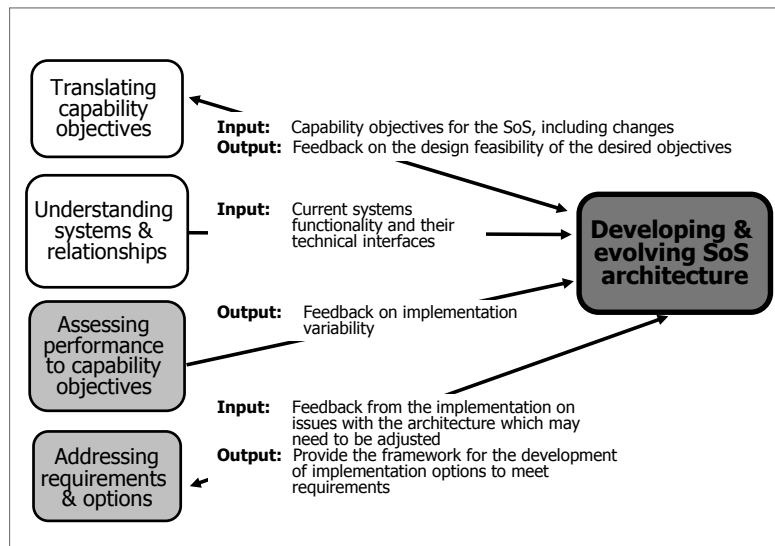 Translating
capability
objectives
Input: Capability objectives for the SoS, including changes
Output: Feedback on the design feasibility of the desired objectives
Understanding
systems &
relationships
Input: Current systems
functionality and their
technical interfaces
Developing &
evolving SoS
architecture
Assessing
performance
to capability
objectives
Output: Feedback on implementation
variability
Input: Feedback from the implementation on
issues with the architecture which may
need to be adjusted
Output: Provide the framework for the development
of implementation options to meet
requirements
Addressing
requirements
& options